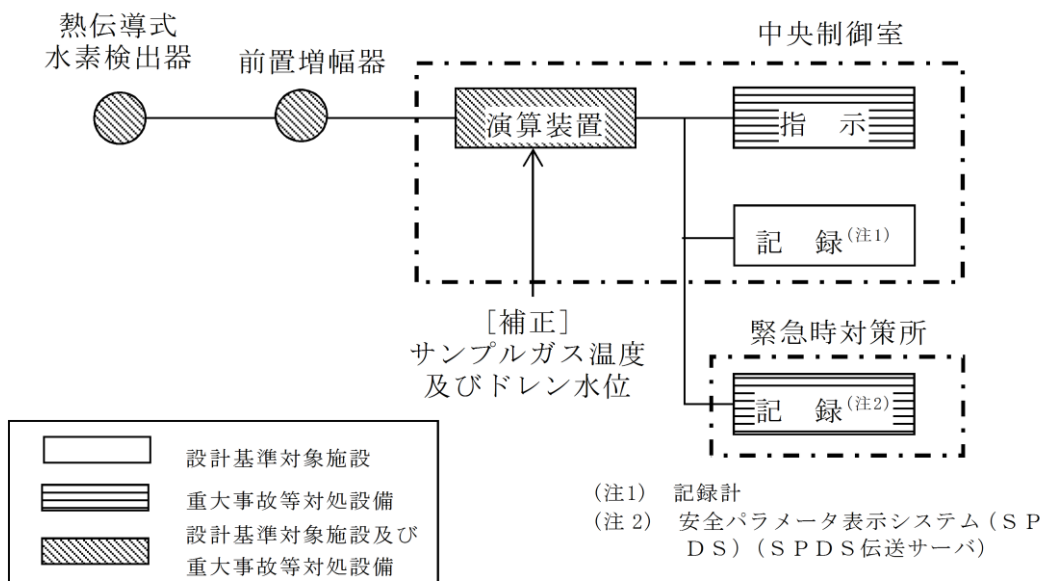 熱伝導式
水素検出器
前置増幅器
中央制御室
演算装置
指　示
記　録(注1)
[補正]
サンプルガス温度
及びドレン水位
緊急時対策所
記　録(注2)
設計基準対象施設
重大事故等対処設備
設計基準対象施設及び
重大事故等対処設備
(注1)　記録計
(注 2)　安全パラメータ表示システム(ＳＰ
ＤＳ)(ＳＰＤＳ伝送サーバ)